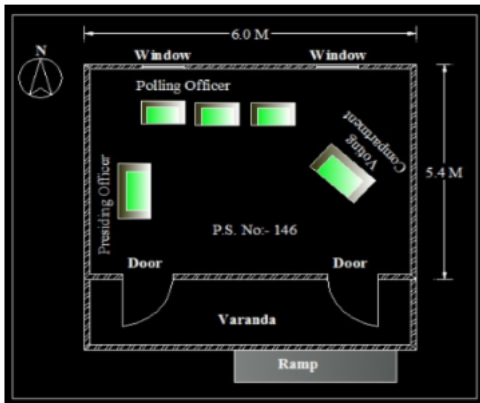 6.0 M
N
Window
Window
Polling Officer
Voting
Compartment
5.4 M
Presiding Officer
P.S. No:- 146
Door
Door
Varanda
Ramp